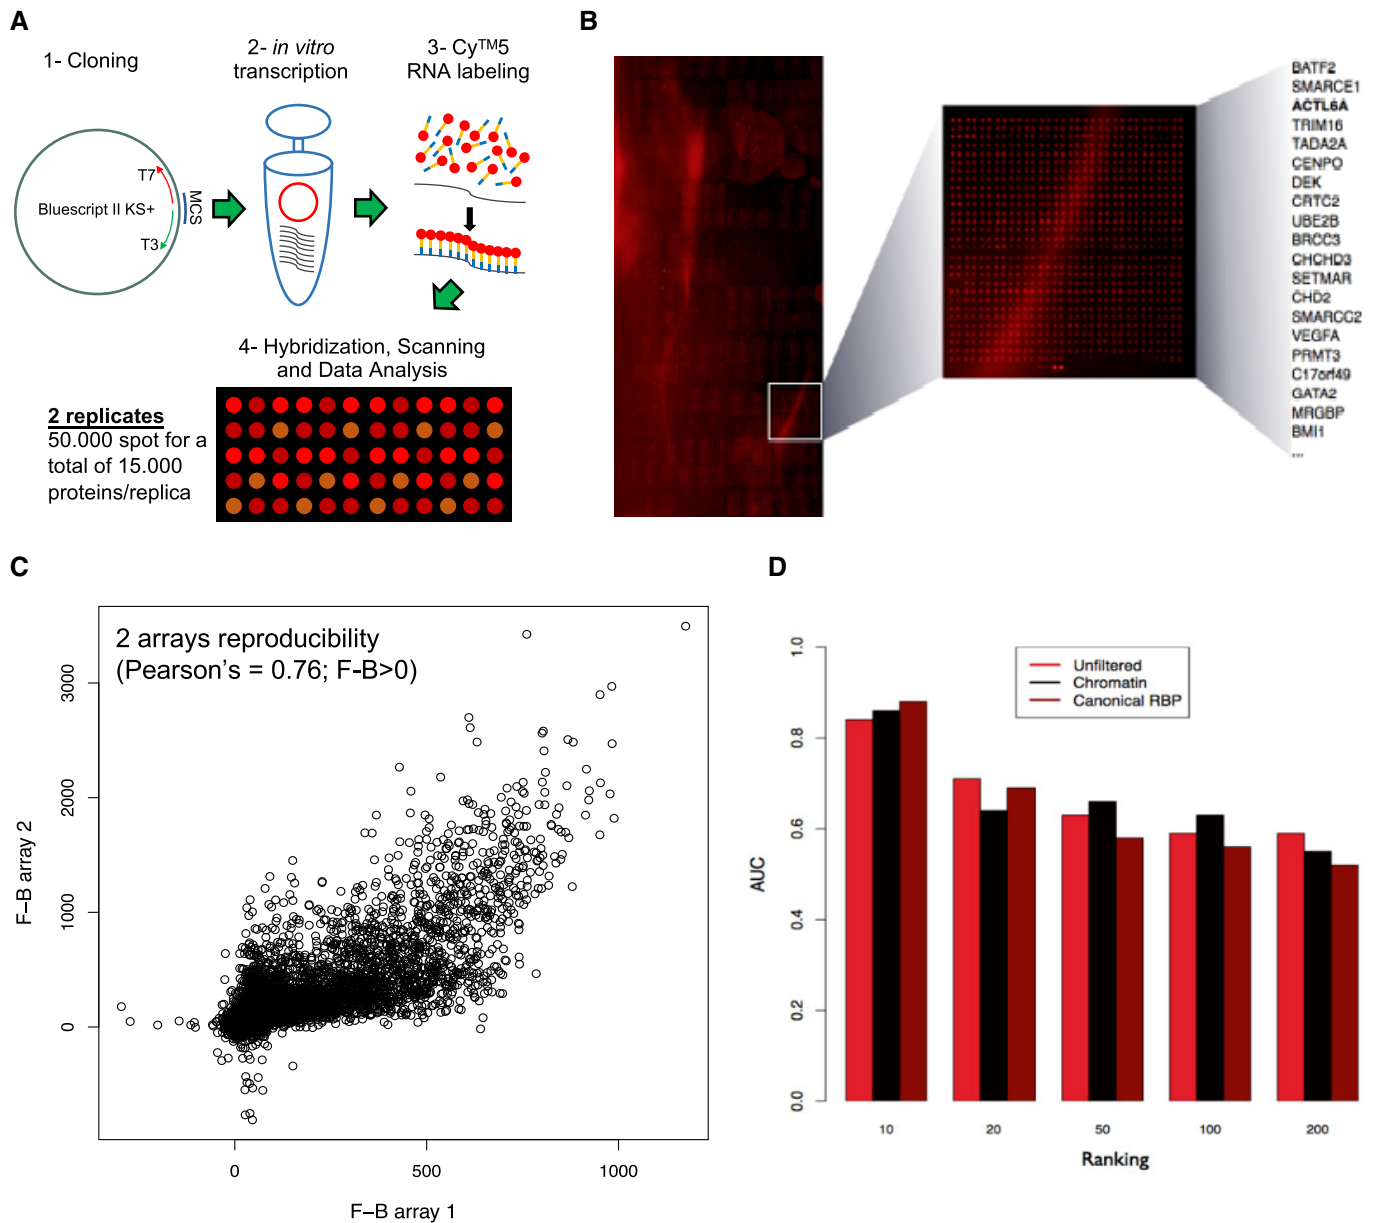 A
1- Cloning
2- in vitro
transcription
3- Cy™5
RNA labeling
T7
Bluescript II KS+
MCS
T3
4- Hybridization, Scanning
and Data Analysis
2 replicates
50.000 spot for a
total of 15.000
proteins/replica
B
BATF2
SMARCE1
ACTL6A
TRIM16
TADA2A
CENPO
DEK
CRTC2
UBE2B
BRCC3
CHCHD3
SETMAR
CHD2
SMARCC2
VEGFA
PRMT3
C17orf49
GATA2
MRGBP
BMI1
...
C
2 arrays reproducibility
(Pearson's = 0.76; F-B>0)
F–B array 2
3000
2000
1000
0
0 500 1000
F–B array 1
D
Unfiltered
Chromatin
Canonical RBP
AUC
1.0
0.8
0.6
0.4
0.2
0.0
10 20 50 100 200
Ranking